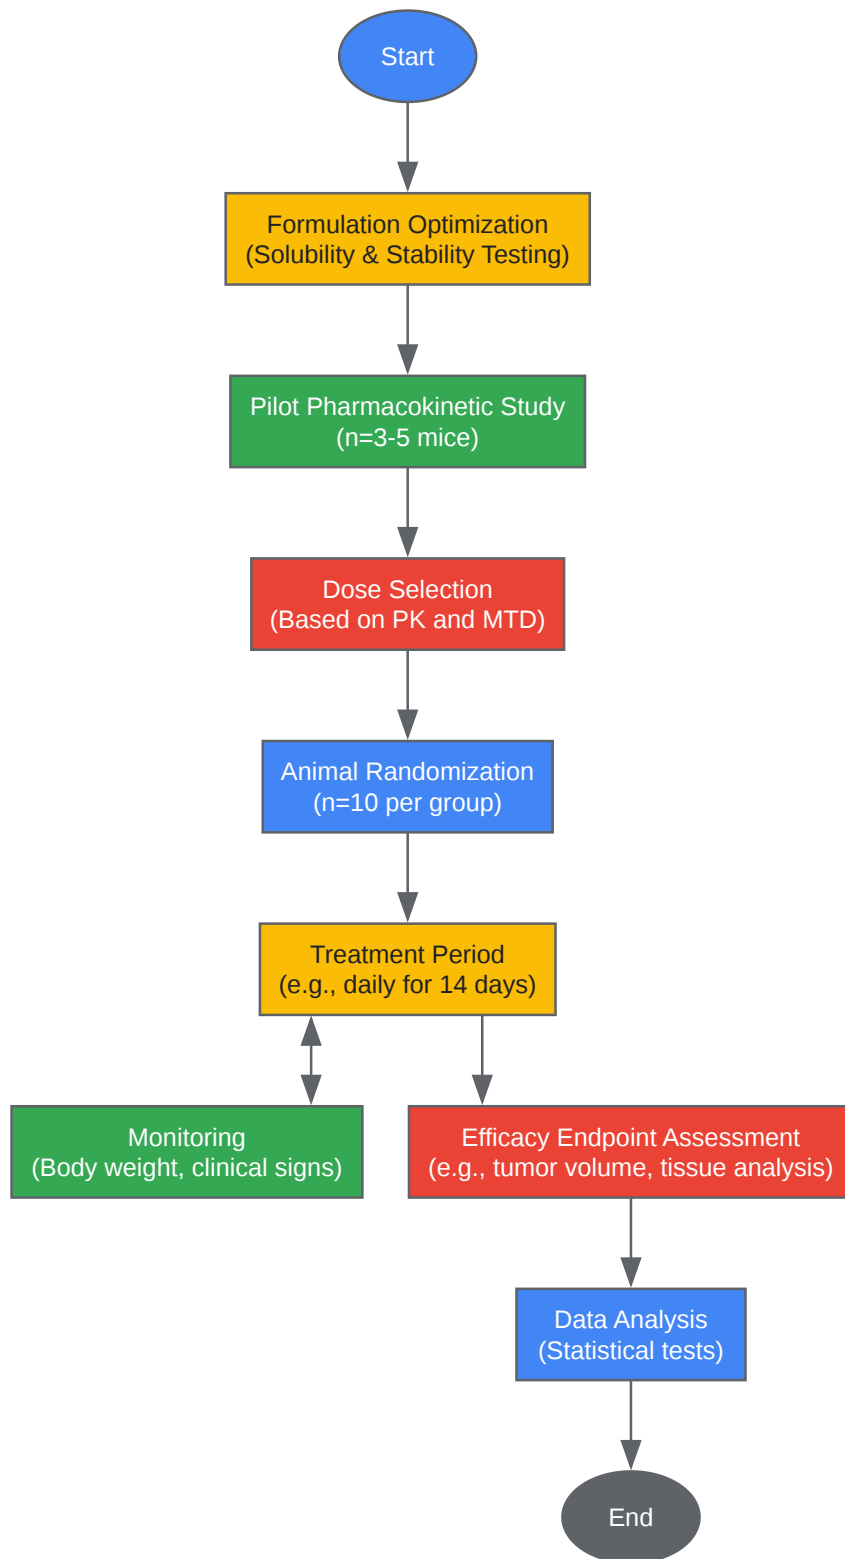 Start
Formulation Optimization
(Solubility & Stability Testing)
Pilot Pharmacokinetic Study
(n=3-5 mice)
Dose Selection
(Based on PK and MTD)
Animal Randomization
(n=10 per group)
Treatment Period
(e.g., daily for 14 days)
Monitoring
(Body weight, clinical signs)
Efficacy Endpoint Assessment
(e.g., tumor volume, tissue analysis)
Data Analysis
(Statistical tests)
End